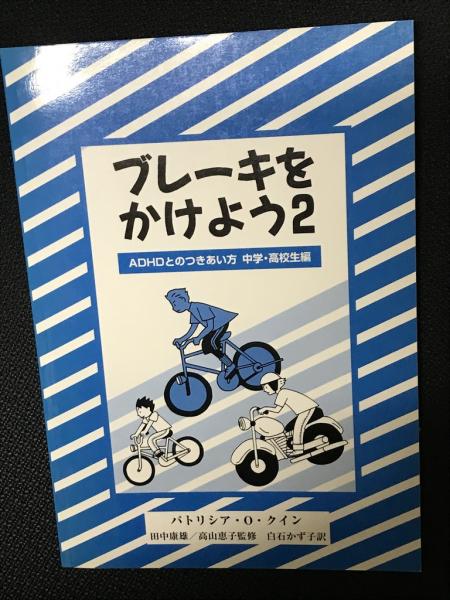 ブレーキを
かけよう2
ADHDとのつきあい方 中学・高校生編
パトリシア・O・クイン
田中康雄／高山恵子監修 白石かず子訳